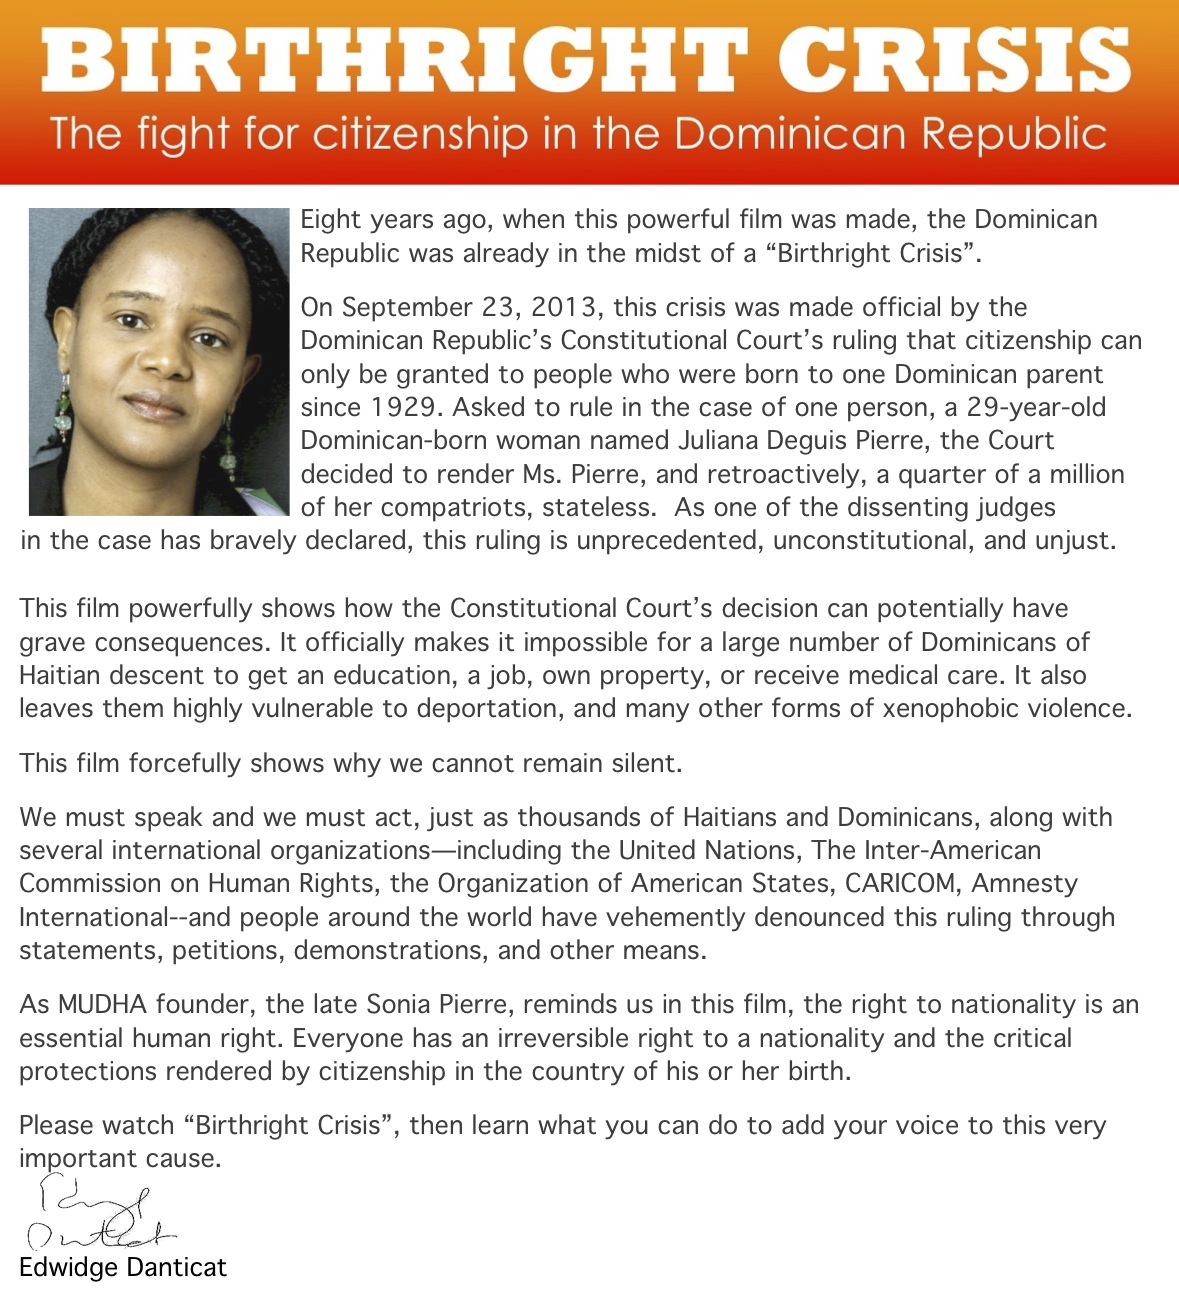 BIRTHRIGHT CRISIS
The fight for citizenship in the Dominican Republic
Eight years ago, when this powerful film was made, the Dominican
Republic was already in the midst of a “Birthright Crisis”.
On September 23, 2013, this crisis was made official by the
Dominican Republic’s Constitutional Court’s ruling that citizenship can
only be granted to people who were born to one Dominican parent
since 1929. Asked to rule in the case of one person, a 29-year-old
Dominican-born woman named Juliana Deguis Pierre, the Court
decided to render Ms. Pierre, and retroactively, a quarter of a million
of her compatriots, stateless.  As one of the dissenting judges
in the case has bravely declared, this ruling is unprecedented, unconstitutional, and unjust.
This film powerfully shows how the Constitutional Court’s decision can potentially have
grave consequences. It officially makes it impossible for a large number of Dominicans of
Haitian descent to get an education, a job, own property, or receive medical care. It also
leaves them highly vulnerable to deportation, and many other forms of xenophobic violence.
This film forcefully shows why we cannot remain silent.
We must speak and we must act, just as thousands of Haitians and Dominicans, along with
several international organizations—including the United Nations, The Inter-American
Commission on Human Rights, the Organization of American States, CARICOM, Amnesty
International--and people around the world have vehemently denounced this ruling through
statements, petitions, demonstrations, and other means.
As MUDHA founder, the late Sonia Pierre, reminds us in this film, the right to nationality is an
essential human right. Everyone has an irreversible right to a nationality and the critical
protections rendered by citizenship in the country of his or her birth.
Please watch “Birthright Crisis”, then learn what you can do to add your voice to this very
important cause.
Edwidge Danticat